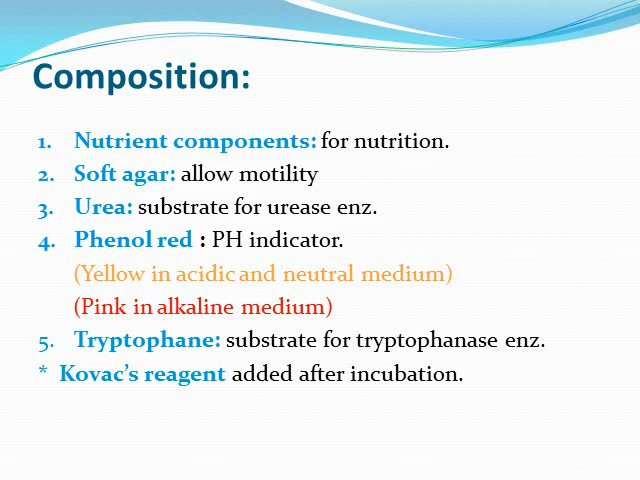 Composition:
1. Nutrient components: for nutrition.
2. Soft agar: allow motility
3. Urea: substrate for urease enz.
4. Phenol red : PH indicator.
(Yellow in acidic and neutral medium)
(Pink in alkaline medium)
5. Tryptophane: substrate for tryptophanase enz.
* Kovac's reagent added after incubation.